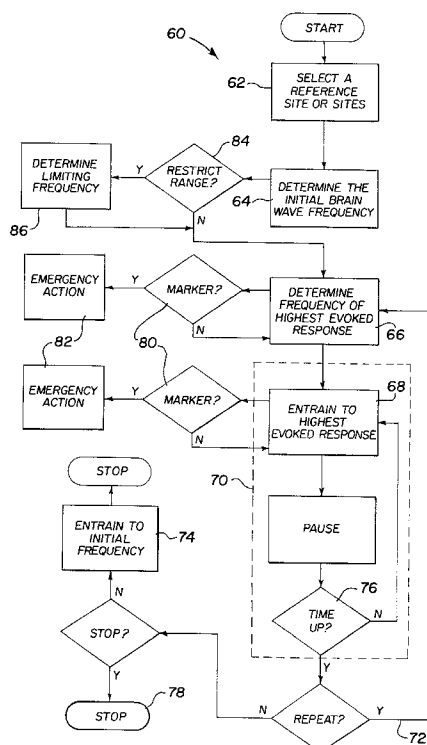 60
START
62
SELECT A
REFERENCE
SITE OR SITES
84
DETERMINE
LIMITING
FREQUENCY
Y
RESTRICT
RANGE?
86
N
64
DETERMINE THE
INITIAL BRAIN
WAVE FREQUENCY
EMERGENCY
ACTION
Y
MARKER?
DETERMINE
FREQUENCY OF
HIGHEST EVOKED
RESPONSE
82
80
N
66
EMERGENCY
ACTION
Y
MARKER?
ENTRAIN TO
HIGHEST EVOKED
RESPONSE
68
N
70
STOP
ENTRAIN TO
INITIAL
FREQUENCY
74
PAUSE
N
76
TIME
UP?
N
STOP?
Y
Y
78
STOP
N
REPEAT?
Y
72